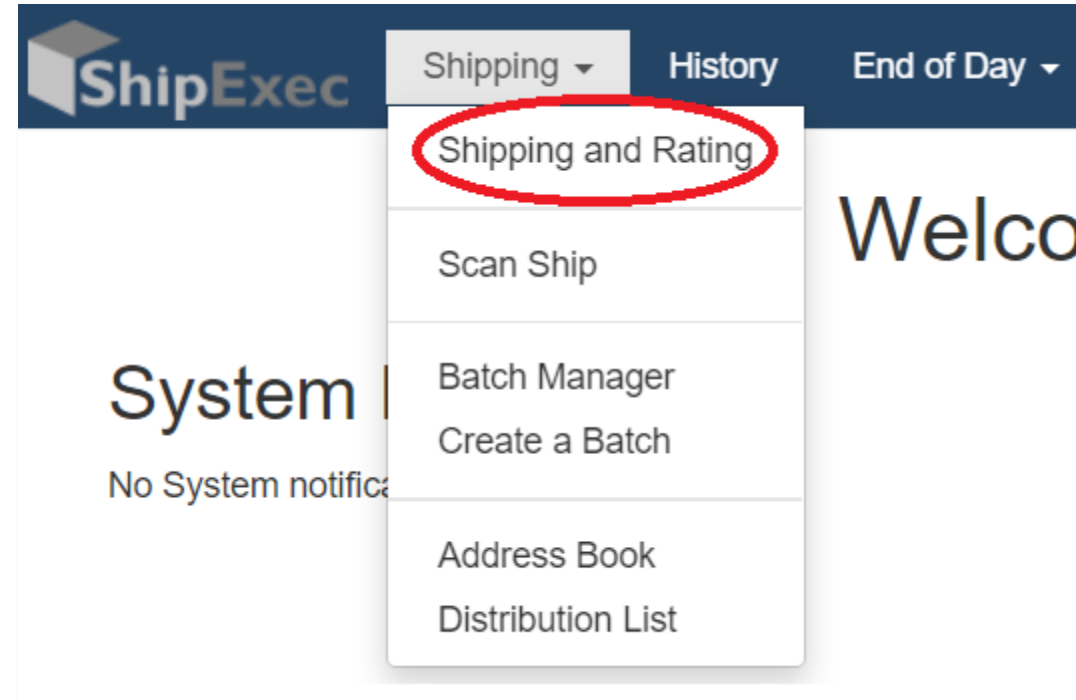 ShipExec
Shipping
History
End of Day
Shipping and Rating
Welco
Scan Ship
System
Batch Manager
Create a Batch
No System notifica
Address Book
Distribution List